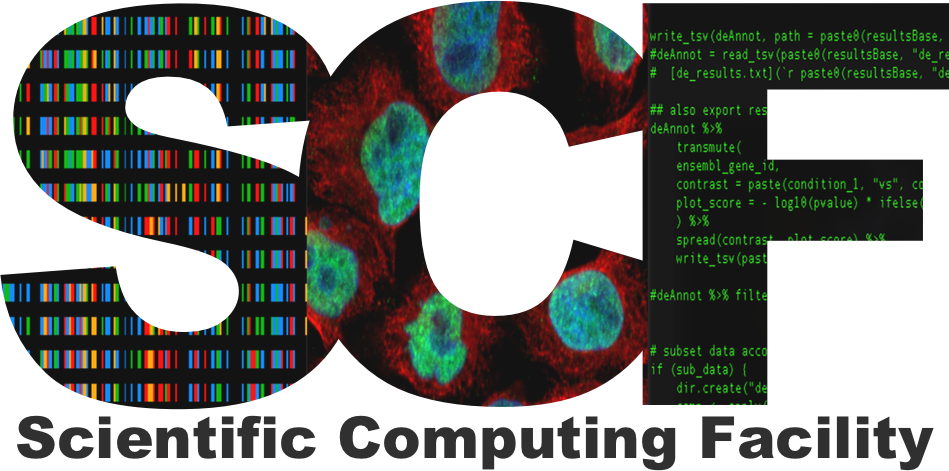 SCF
write_tsv(deAnnot, path = paste0(resultsBase,
#deAnnot = read_tsv(paste0(resultsBase, "de_re
# [de_results.txt](`r paste0(resultsBase, "de
## also export res
deAnnot %>%
transmute(
ensembl_gene_id,
contrast = paste(condition_1, "vs", co
plot_score = - log10(pvalue) * ifelse(
) %>%
spread(contrast, plot_score) %>%
write_tsv(past
#deAnnot %>% filte
# subset data acco
if (sub_data) {
dir.create("de
Scientific Computing Facility